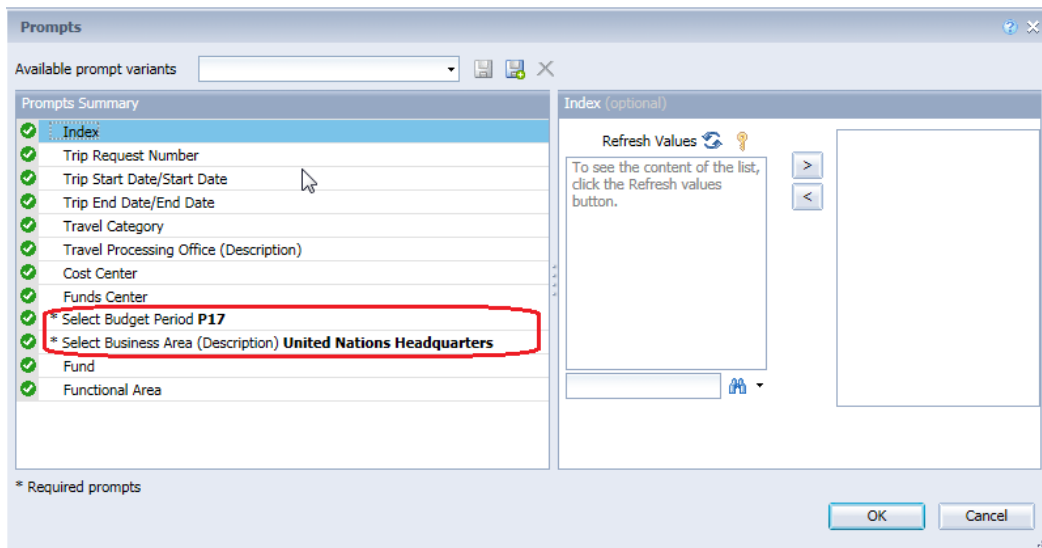 Prompts
Available prompt variants
Prompts Summary
Index
Trip Request Number
Trip Start Date/Start Date
Trip End Date/End Date
Travel Category
Travel Processing Office (Description)
Cost Center
Funds Center
* Select Budget Period P17
* Select Business Area (Description) United Nations Headquarters
Fund
Functional Area
* Required prompts
Index (optional)
Refresh Values
To see the content of the list,
click the Refresh values
button.
>
<
OK Cancel